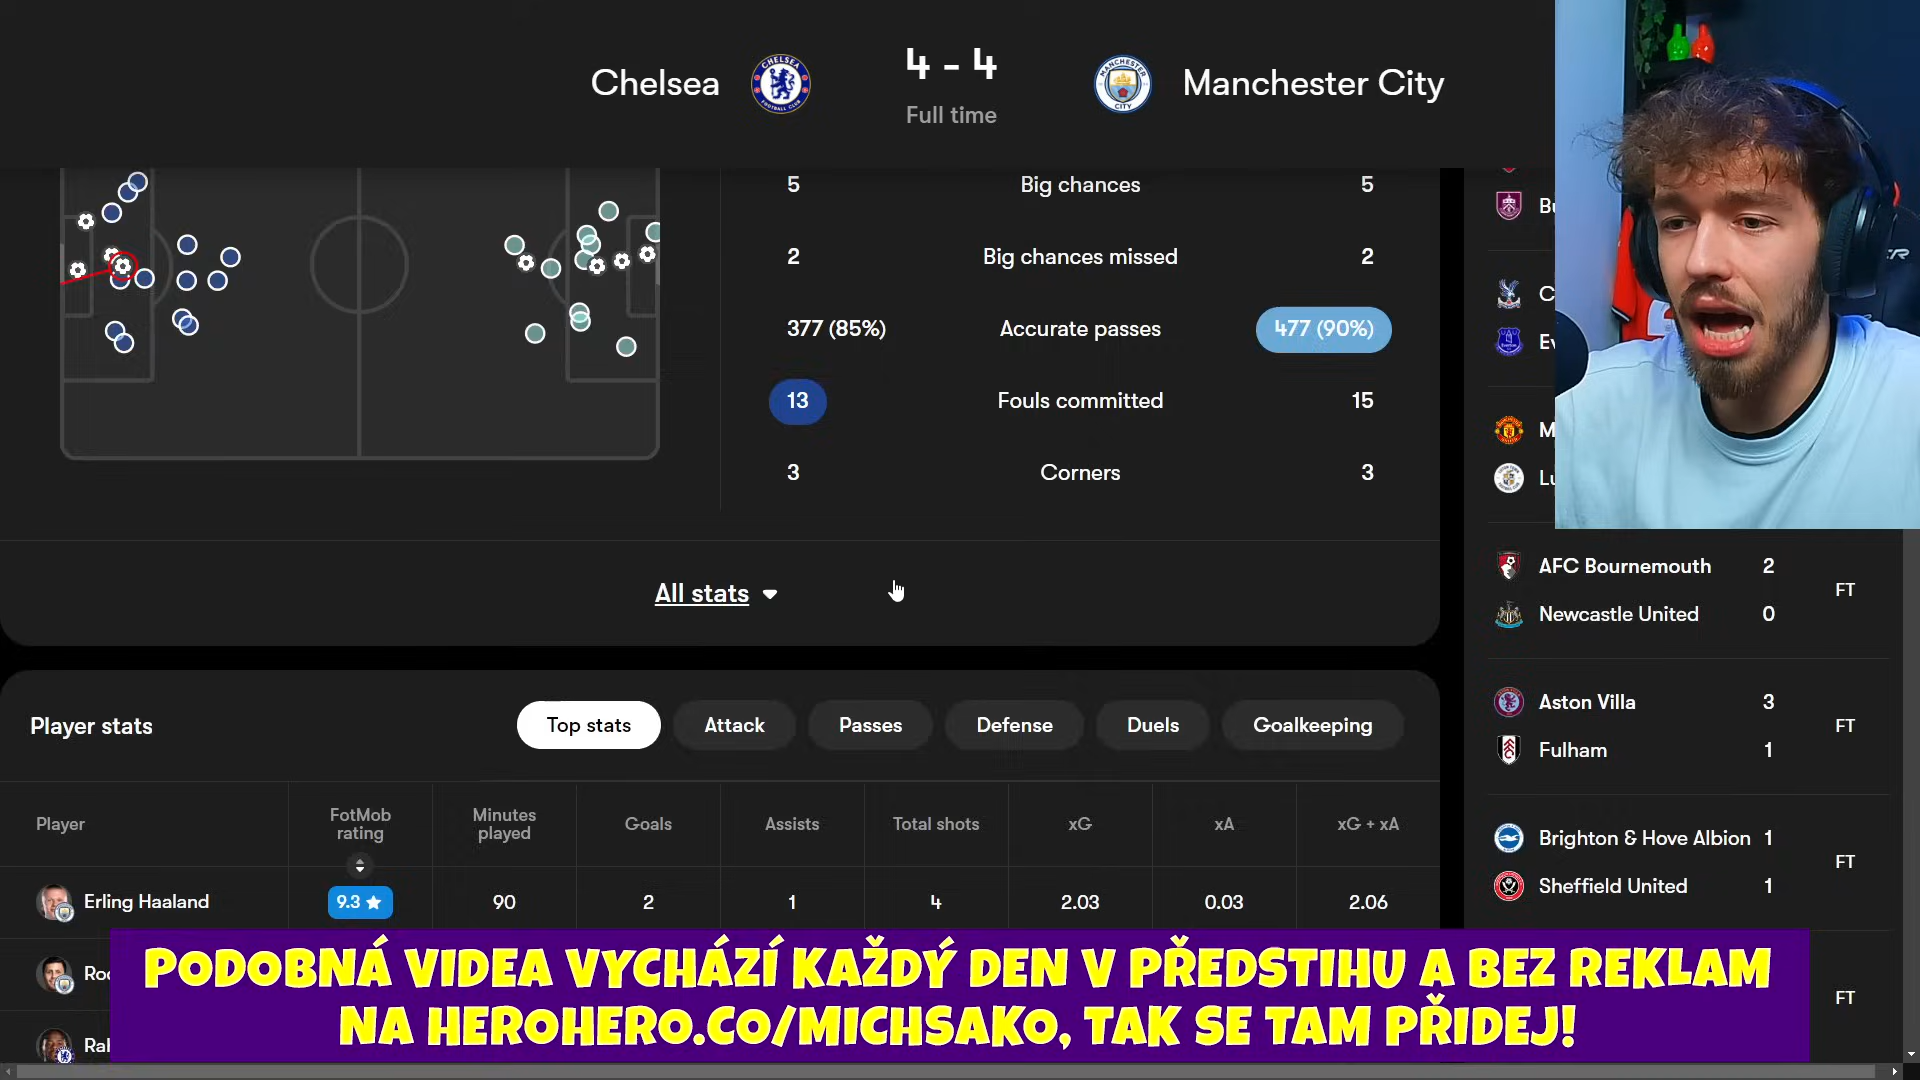 Chelsea
4 - 4
Full time
Manchester City
5 Big chances 5
2 Big chances missed 2
377 (85%) Accurate passes 477 (90%)
13 Fouls committed 15
3 Corners 3
All stats
Player stats
Top stats
Attack
Passes
Defense
Duels
Goalkeeping
Player
FotMob
rating
Minutes
played
Goals
Assists
Total shots
xG
xA
xG + xA
Erling Haaland 9.3 90 2 1 4 2.03 0.03 2.06
AFC Bournemouth 2
Newcastle United 0
FT
Aston Villa 3
Fulham 1
FT
Brighton & Hove Albion 1
Sheffield United 1
FT
FT
PODOBNÁ VIDEA VYCHÁZÍ KAŽDÝ DEN V PŘEDSTIHU A BEZ REKLAM
NA HEROHERO.CO/MICHSAKO, TAK SE TAM PŘIDEJ!